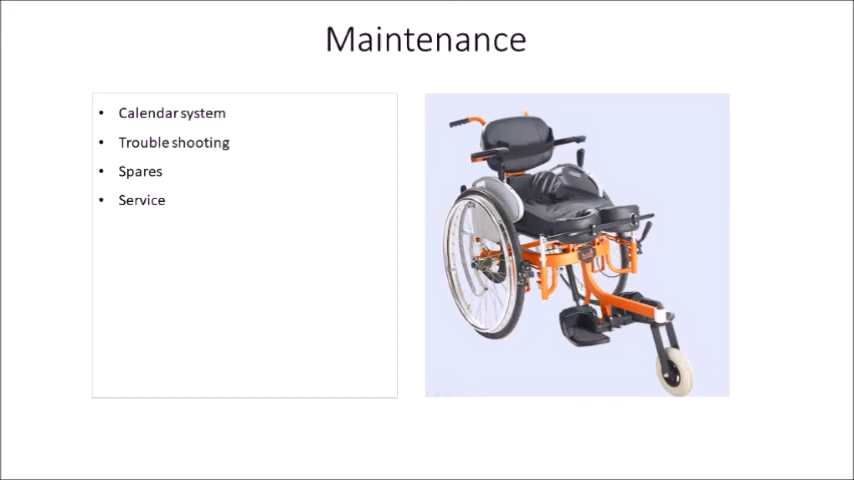 Maintenance
Calendar system
Trouble shooting
Spares
Service